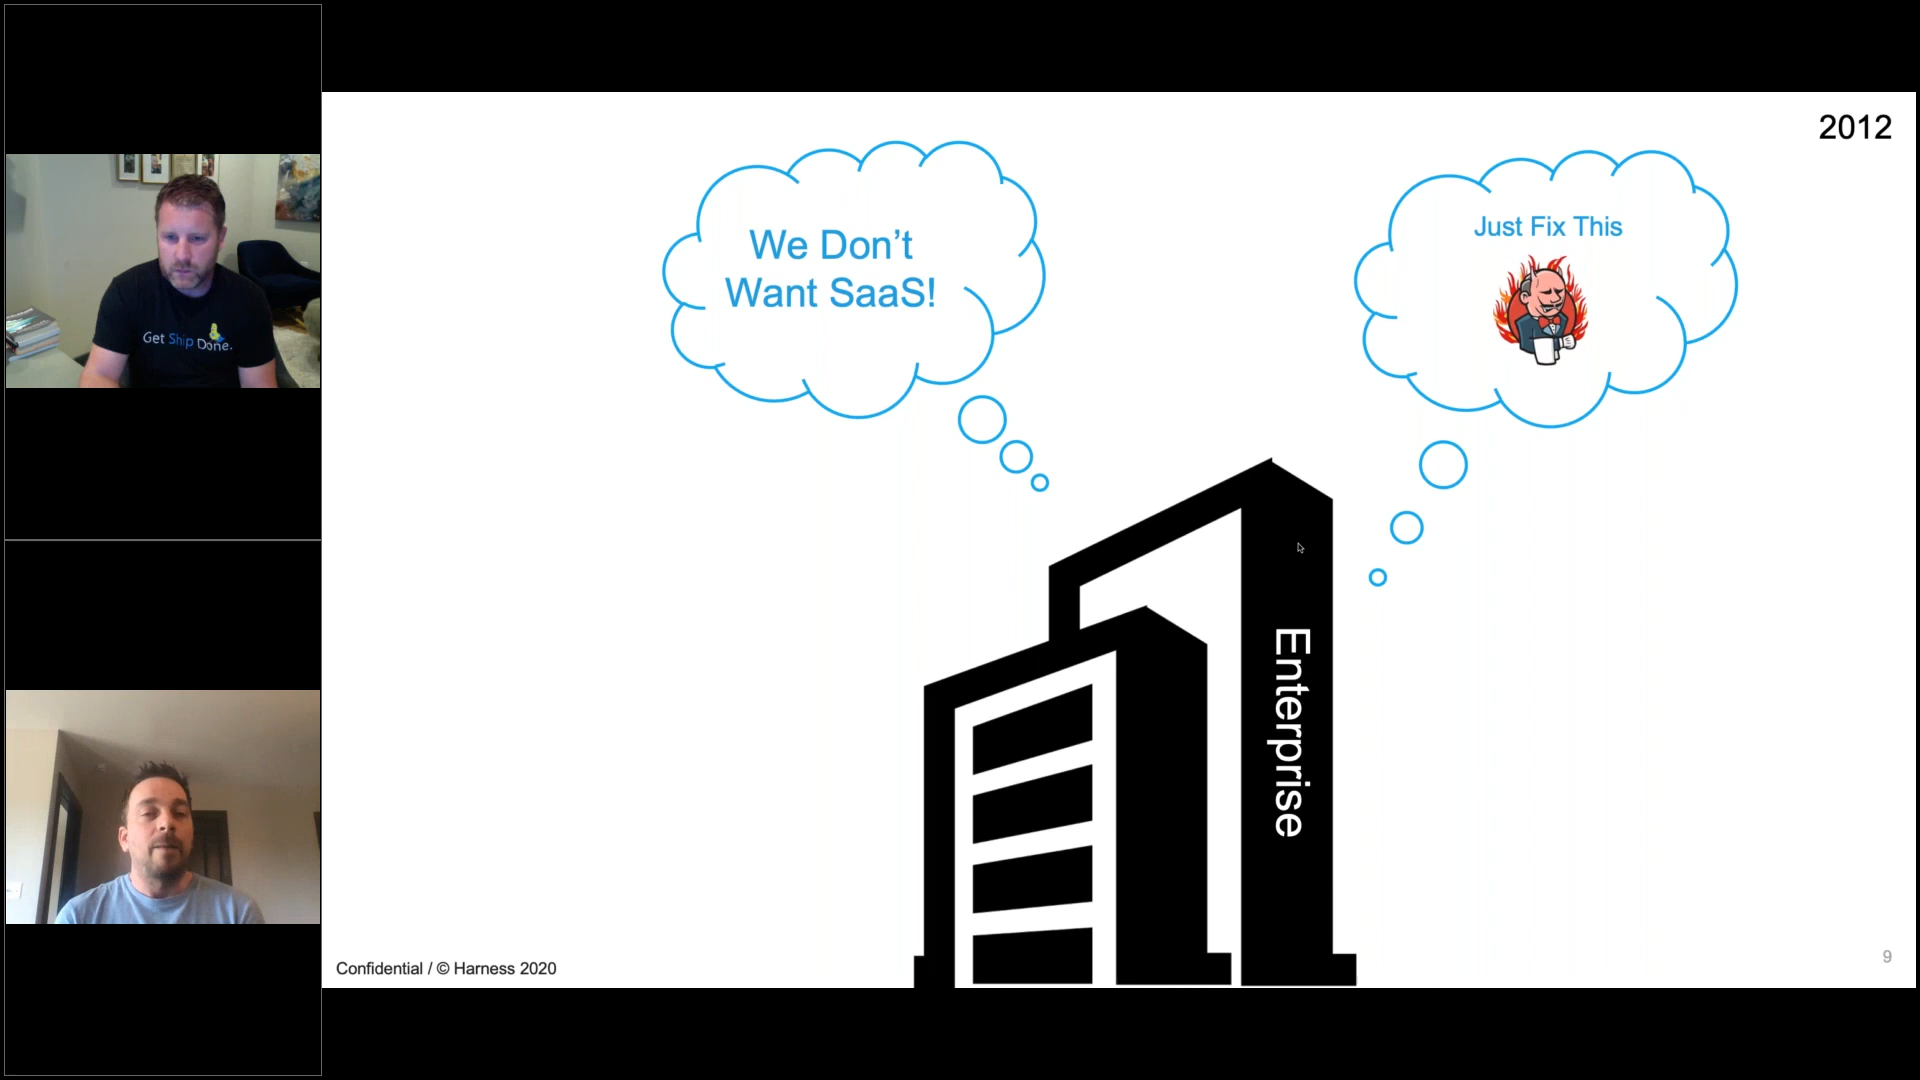 2012
We Don’t
Want SaaS!
Just Fix This
Enterprise
Get Ship Done.
Confidential / © Harness 2020
9